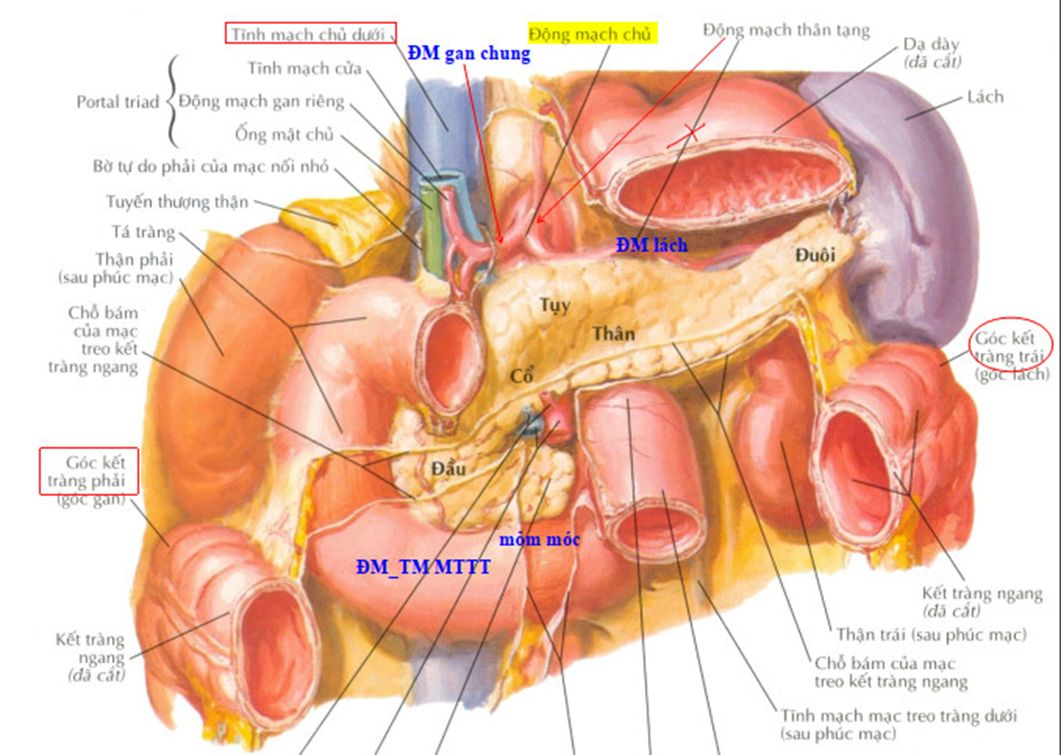 Tĩnh mạch chủ dưới
Động mạch chủ
Động mạch thân tạng
ĐM gan chung
Dạ dày
(đã cắt)
Tĩnh mạch cửa
Portal triad
Động mạch gan riêng
Lách
Ống mật chủ
Bờ tự do phải của mạc nối nhỏ
Tuyến thượng thận
Tá tràng
Thận phải
(sau phúc mạc)
ĐM lách
Đuôi
Chỗ bám
của mạc
treo kết
tràng ngang
Tụy
Thân
Cổ
Góc kết
tràng trái
(góc lách)
Đầu
Góc kết
tràng phải
(góc gan)
mỏm móc
ĐM_TM MTTT
Kết tràng ngang
(đã cắt)
Thận trái (sau phúc mạc)
Kết tràng
ngang
(đã cắt)
Chỗ bám của mạc
treo kết tràng ngang
Tĩnh mạch mạc treo tràng dưới
(sau phúc mạc)